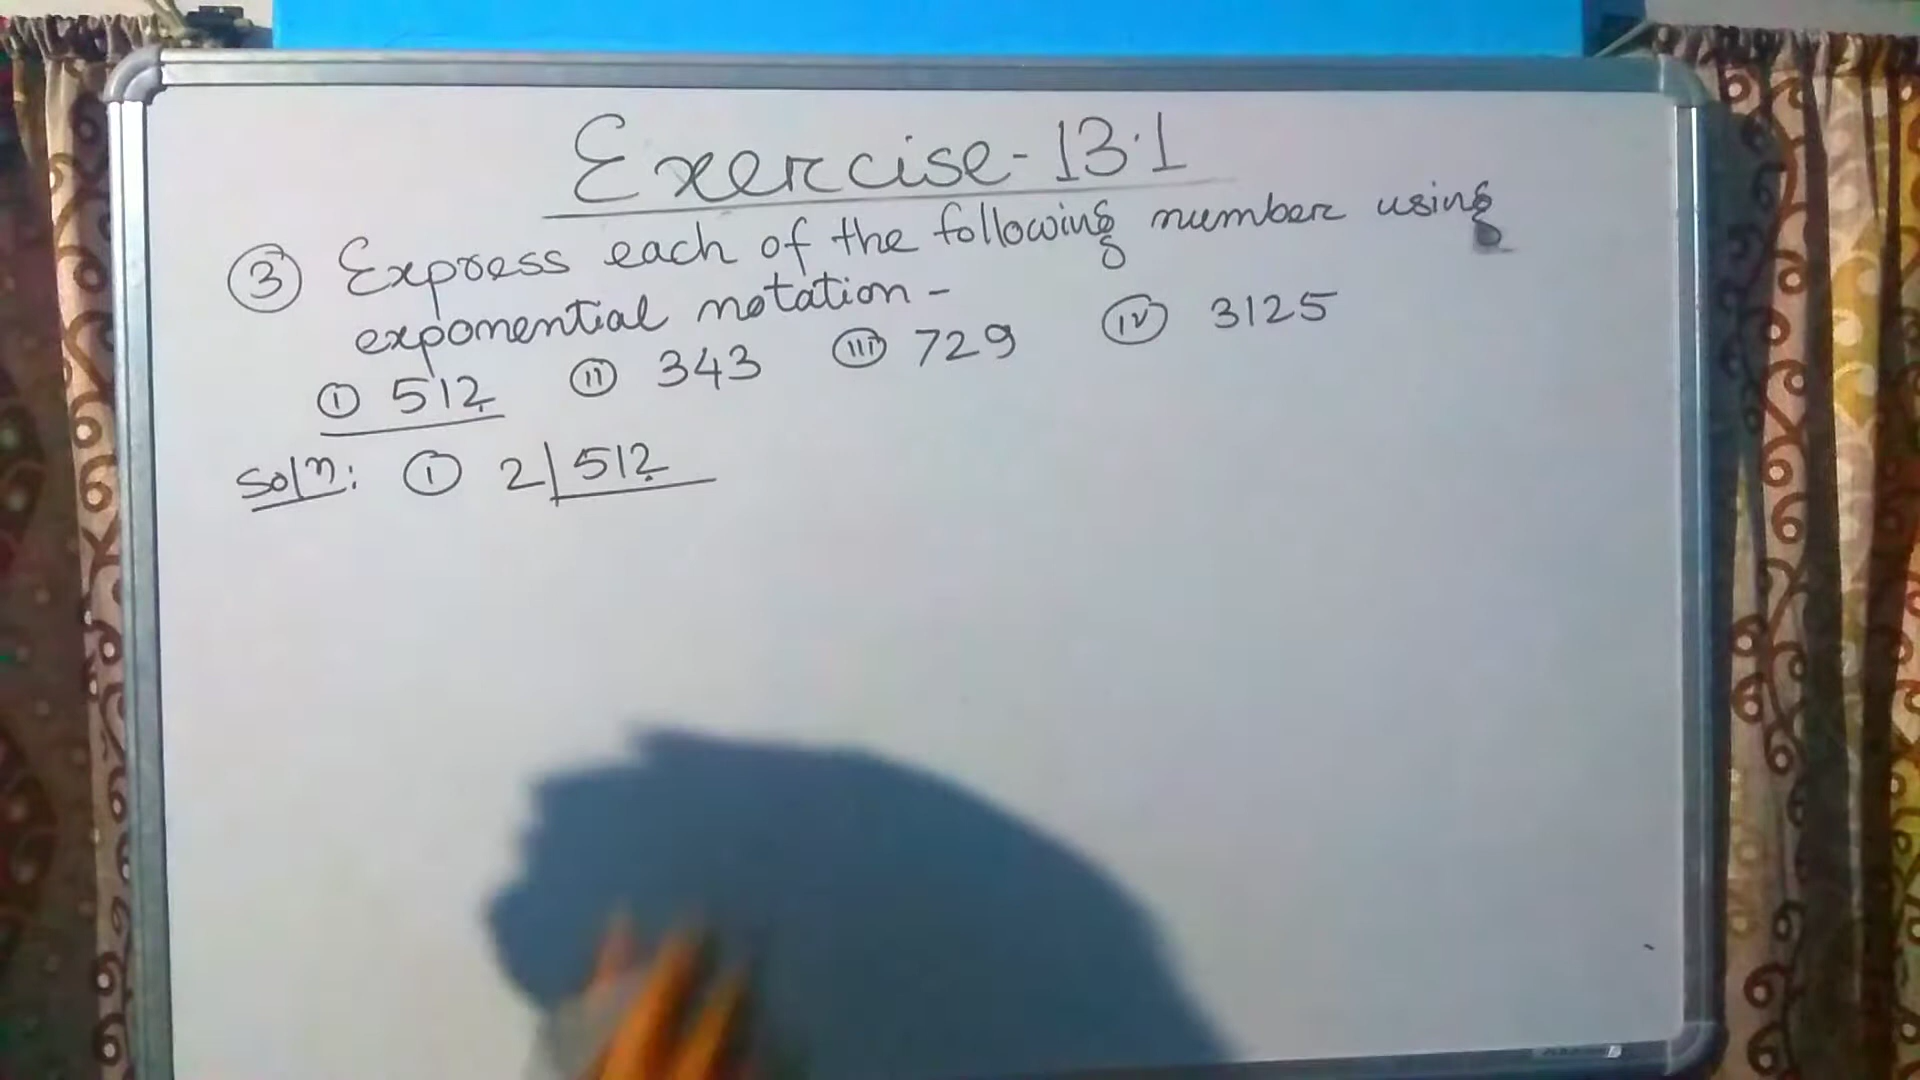 Exercise-13.1
③ Express each of the following number using
exponential notation -
ⓘ 512 ⓘⓘ 343 ⓘⓘⓘ 729 ⓘⓥ 3125
Solⁿ: ⓘ 2|512